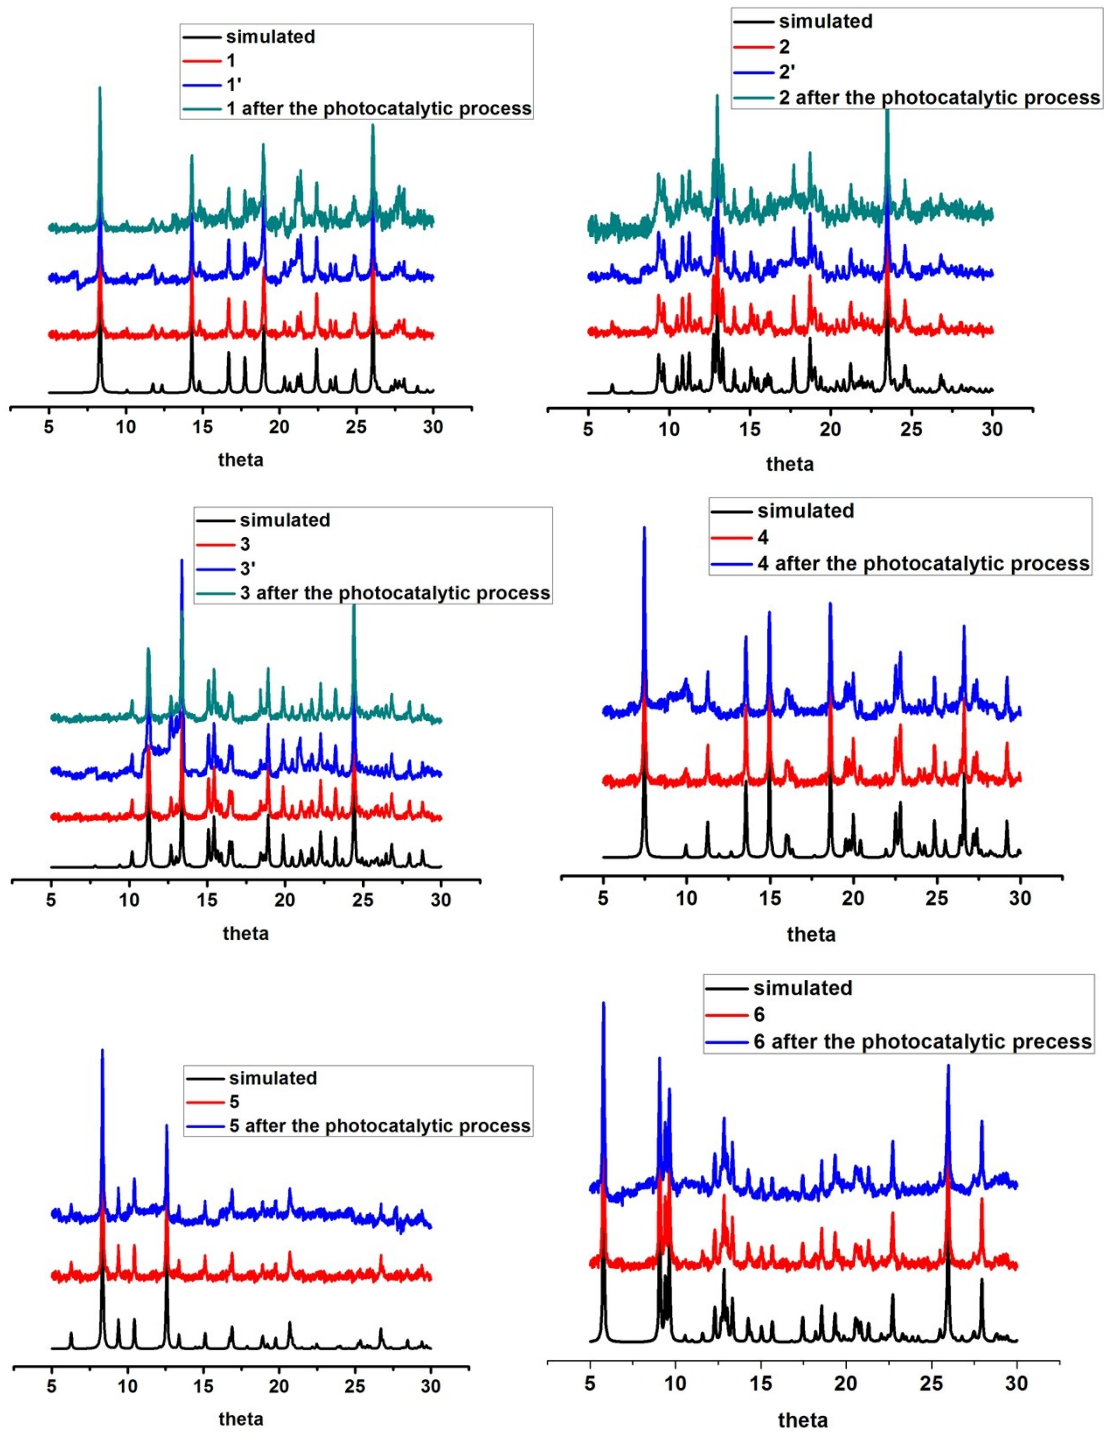 simulated
1
1'
1 after the photocatalytic process
5 10 15 20 25 30
theta
simulated
2
2'
2 after the photocatalytic process
5 10 15 20 25 30
theta
simulated
3
3'
3 after the photocatalytic process
5 10 15 20 25 30
theta
simulated
4
4 after the photocatalytic process
5 10 15 20 25 30
theta
simulated
5
5 after the photocatalytic process
5 10 15 20 25 30
theta
simulated
6
6 after the photocatalytic precess
5 10 15 20 25 30
theta